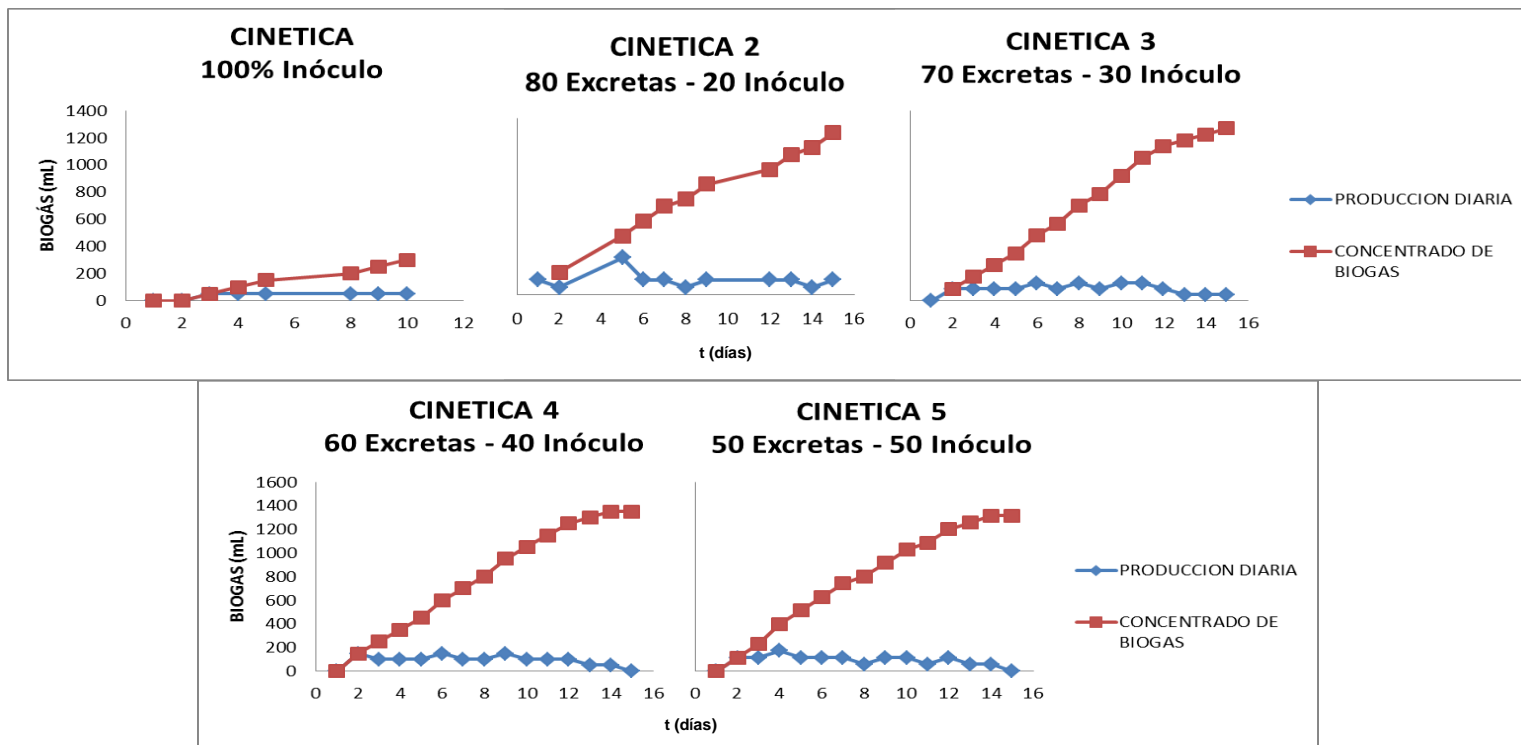 CINETICA
100% Inóculo
CINETICA 2
80 Excretas - 20 Inóculo
CINETICA 3
70 Excretas - 30 Inóculo
BIOGÁS (mL)
1400
1200
1000
800
600
400
200
0
0 2 4 6 8 10 12
0 2 4 6 8 10 12 14 16
0 2 4 6 8 10 12 14 16
t (días)
PRODUCCION DIARIA
CONCENTRADO DE
BIOGAS
CINETICA 4
60 Excretas - 40 Inóculo
CINETICA 5
50 Excretas - 50 Inóculo
BIOGAS (mL)
1600
1400
1200
1000
800
600
400
200
0
0 2 4 6 8 10 12 14 16
0 2 4 6 8 10 12 14 16
t (días)
PRODUCCION DIARIA
CONCENTRADO DE
BIOGAS